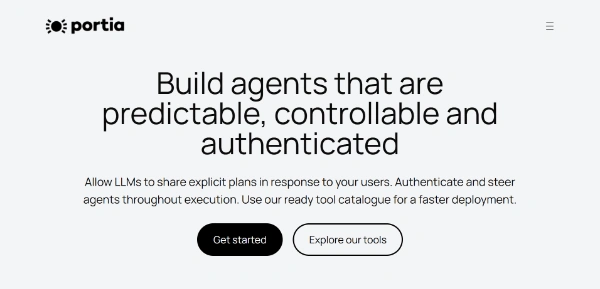 portia
Build agents that are
predictable, controllable and
authenticated
Allow LLMs to share explicit plans in response to your users. Authenticate and steer
agents throughout execution. Use our ready tool catalogue for a faster deployment.
Get started
Explore our tools